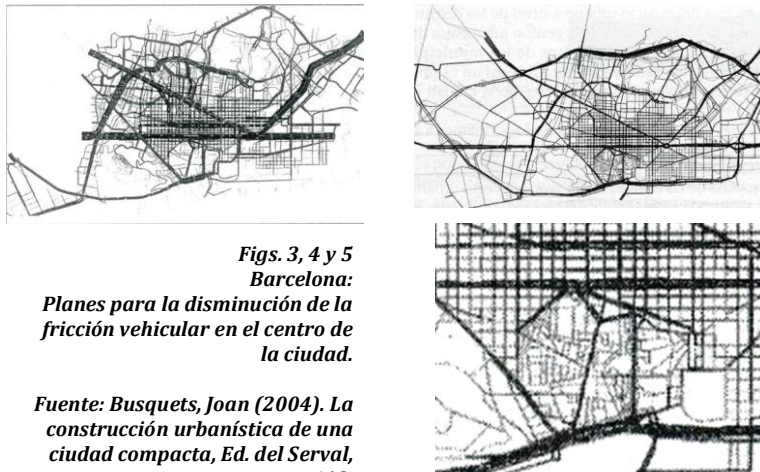 Figs. 3, 4 y 5
Barcelona:
Planes para la disminución de la
fricción vehicular en el centro de
la ciudad.
Fuente: Busquets, Joan (2004). La
construcción urbanística de una
ciudad compacta, Ed. del Serval,